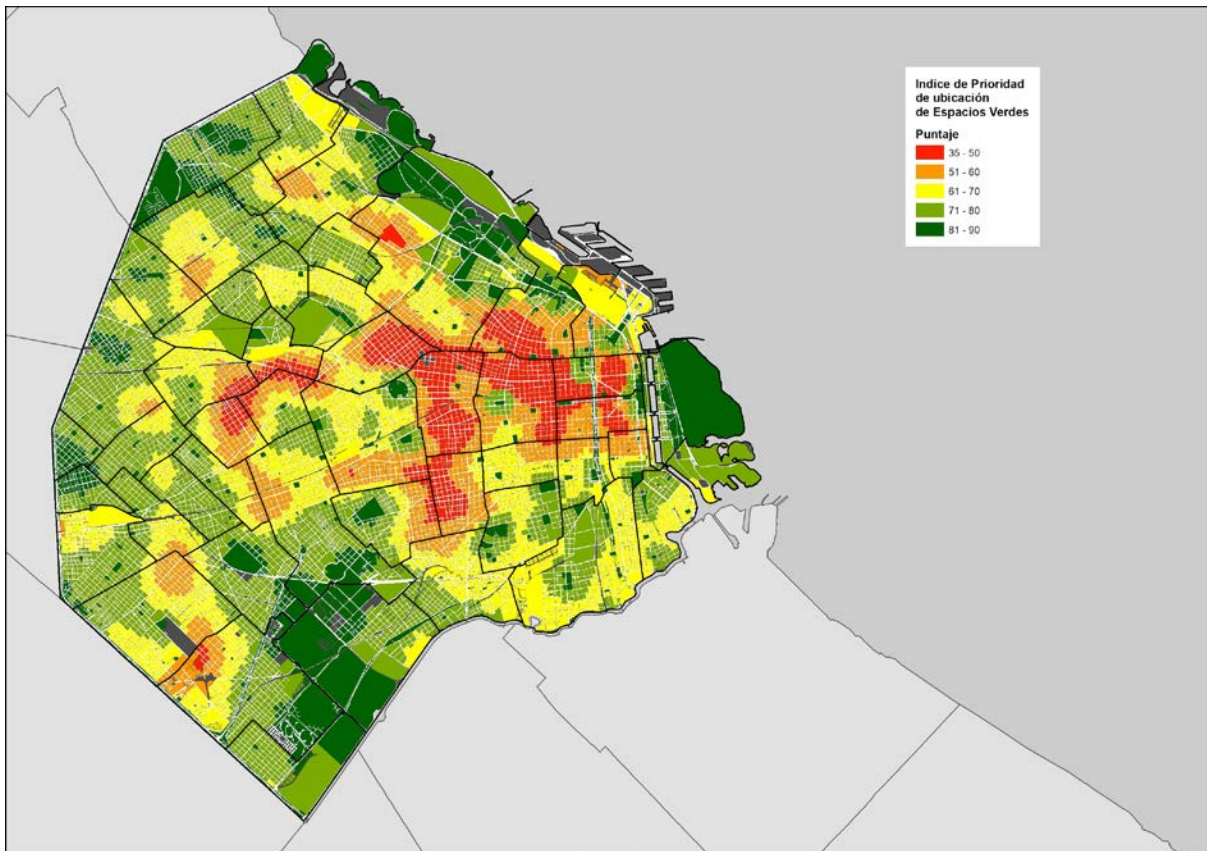 Indice de Prioridad
de ubicación
de Espacios Verdes
Puntaje
35 - 50
51 - 60
61 - 70
71 - 80
81 - 90